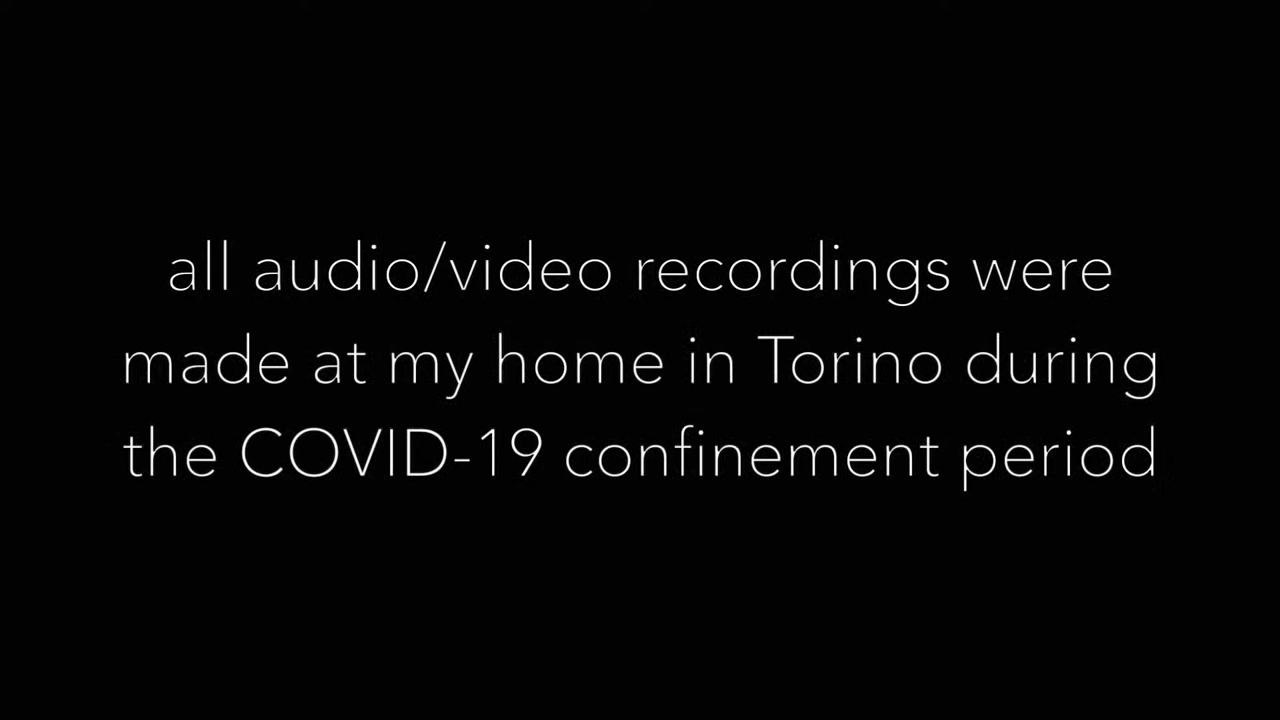 all audio/video recordings were
made at my home in Torino during
the COVID-19 confinement period